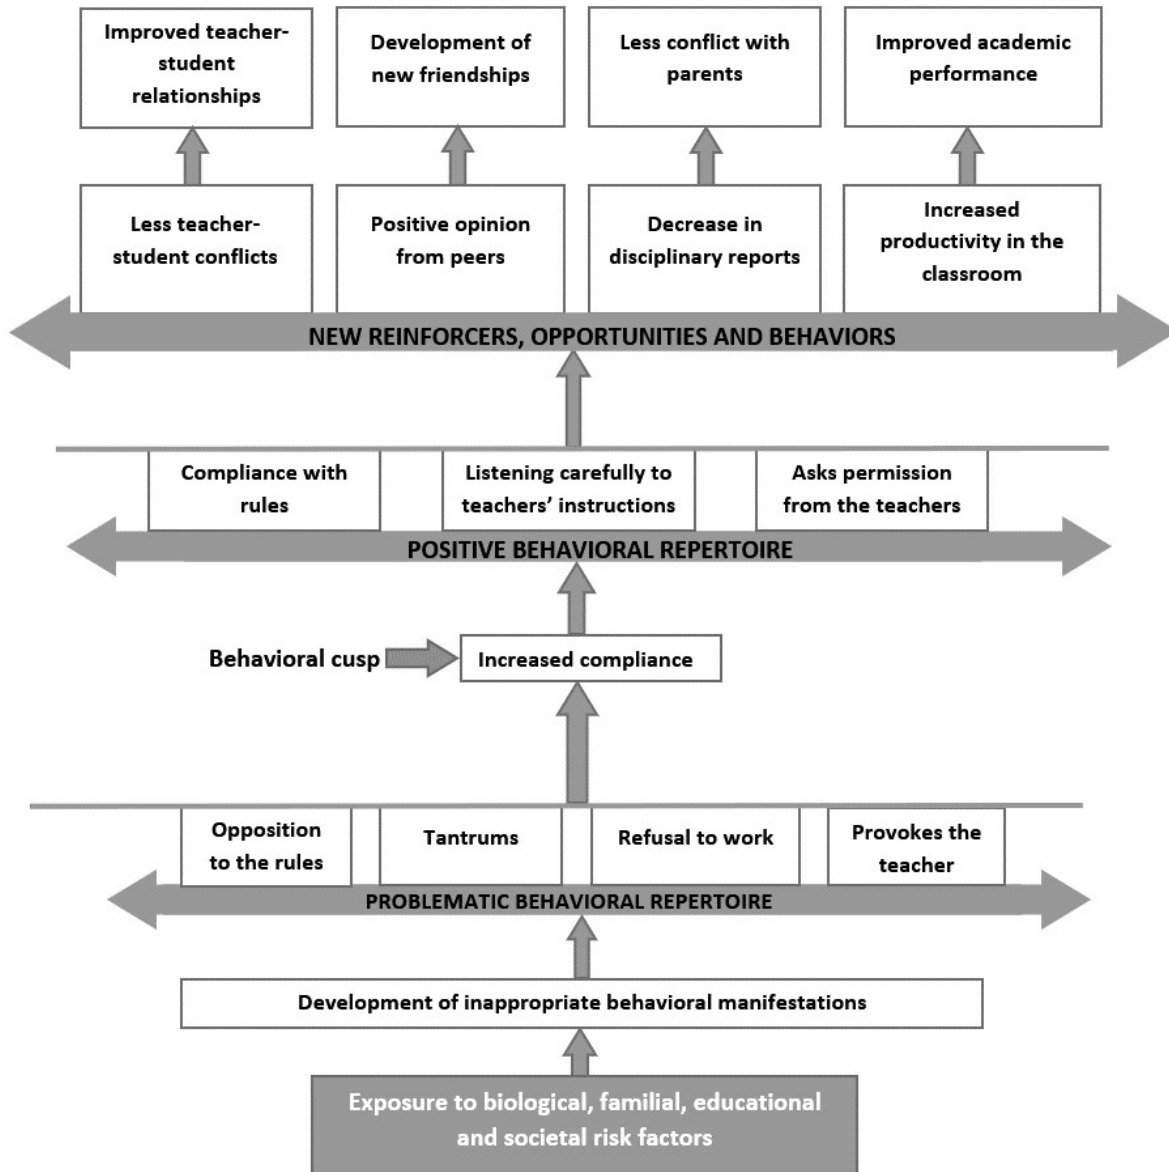 Improved teacher-
student
relationships
Development of
new friendships
Less conflict with
parents
Improved academic
performance
Less teacher-
student conflicts
Positive opinion
from peers
Decrease in
disciplinary reports
Increased
productivity in the
classroom
NEW REINFORCERS, OPPORTUNITIES AND BEHAVIORS
Compliance with
rules
Listening carefully to
teachers’ instructions
Asks permission
from the teachers
POSITIVE BEHAVIORAL REPERTOIRE
Behavioral cusp
Increased compliance
Opposition
to the rules
Tantrums
Refusal to work
Provokes the
teacher
PROBLEMATIC BEHAVIORAL REPERTOIRE
Development of inappropriate behavioral manifestations
Exposure to biological, familial, educational
and societal risk factors